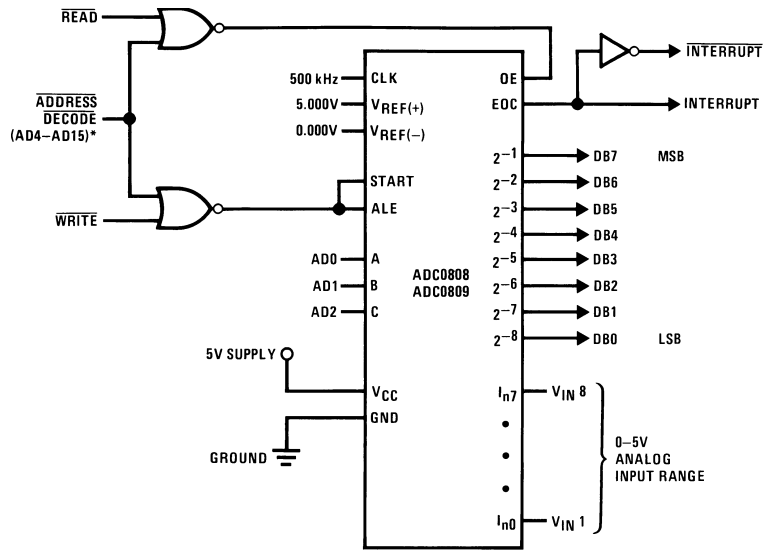 READ
ADDRESS
DECODE
(AD4–AD15)*
WRITE
500 kHz
CLK
5.000V
VREF(+)
0.000V
VREF(−)
START
ALE
AD0
A
AD1
B
AD2
C
5V SUPPLY
VCC
GND
GROUND
ADC0808
ADC0809
OE
EOC
INTERRUPT
INTERRUPT
2−1
DB7
MSB
2−2
DB6
2−3
DB5
2−4
DB4
2−5
DB3
2−6
DB2
2−7
DB1
2−8
DB0
LSB
In7
VIN 8
0–5V
ANALOG
INPUT RANGE
In0
VIN 1